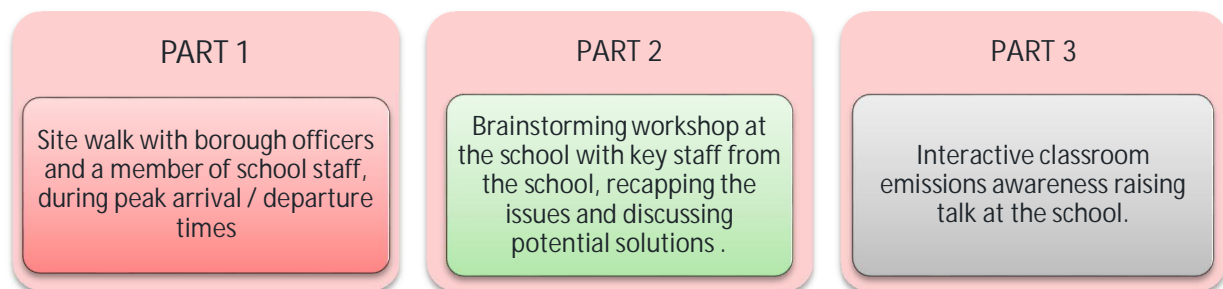 PART 1
Site walk with borough officers
and a member of school staff,
during peak arrival / departure
times
PART 2
Brainstorming workshop at
the school with key staff from
the school, recapping the
issues and discussing
potential solutions .
PART 3
Interactive classroom
emissions awareness raising
talk at the school.